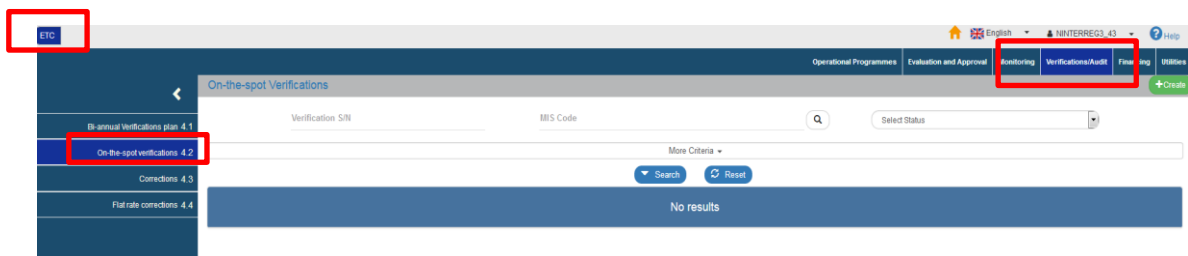 ETC
English
NINTERREG3_43
Help
Operational Programmes Evaluation and Approval Monitoring Verifications/Audit Financing Utilities
On-the-spot Verifications
+Create
Verification S/N MIS Code Select Status
Bi-annual Verifications plan 4.1
On-the-spot verifications 4.2
More Criteria
Corrections 4.3
Search Reset
Flat rate corrections 4.4
No results